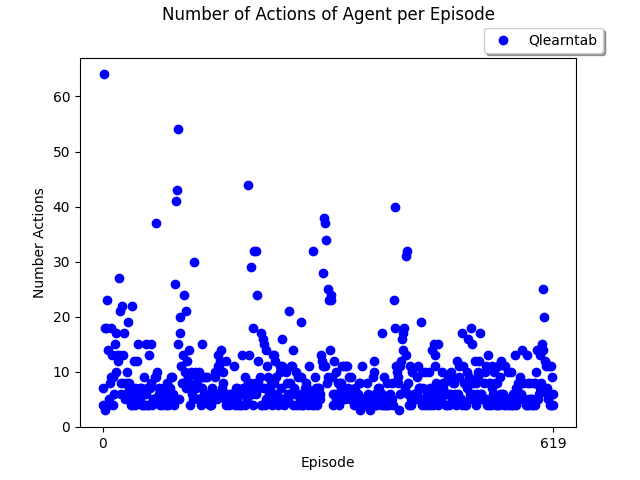 Number of Actions of Agent per Episode
Qlearntab
60
50
40
30
20
10
0
Number Actions
0
619
Episode